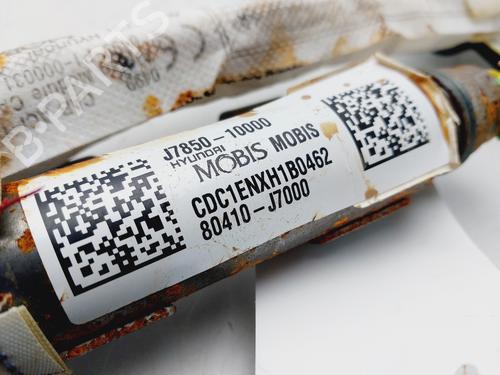 B-PARTS
J7850-10000
HYUNDAI
MOBIS MOBIS
CDC1ENXH1B0462
80410-J7000